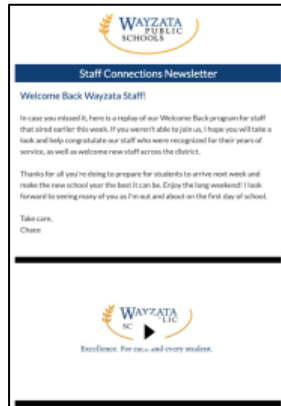 WAYZATA
PUBLIC
SCHOOLS
Staff Connections Newsletter
Welcome Back Wayzata Staff!
In case you missed it, here is a replay of our Welcome Back program for staff
that aired earlier this week. If you weren't able to join us, I hope you will take a
look and help congratulate our staff who were recognized for their years of
service, as well as welcome new staff across the district.
Thanks for all you're doing to prepare for students to arrive next week and
make the new school year the best it can be. Enjoy the long weekend! I look
forward to seeing many of you as I'm out and about on the first day of school.
Take care,
Chace
WAYZATA
SC LIC
Excellence. For each and every student.